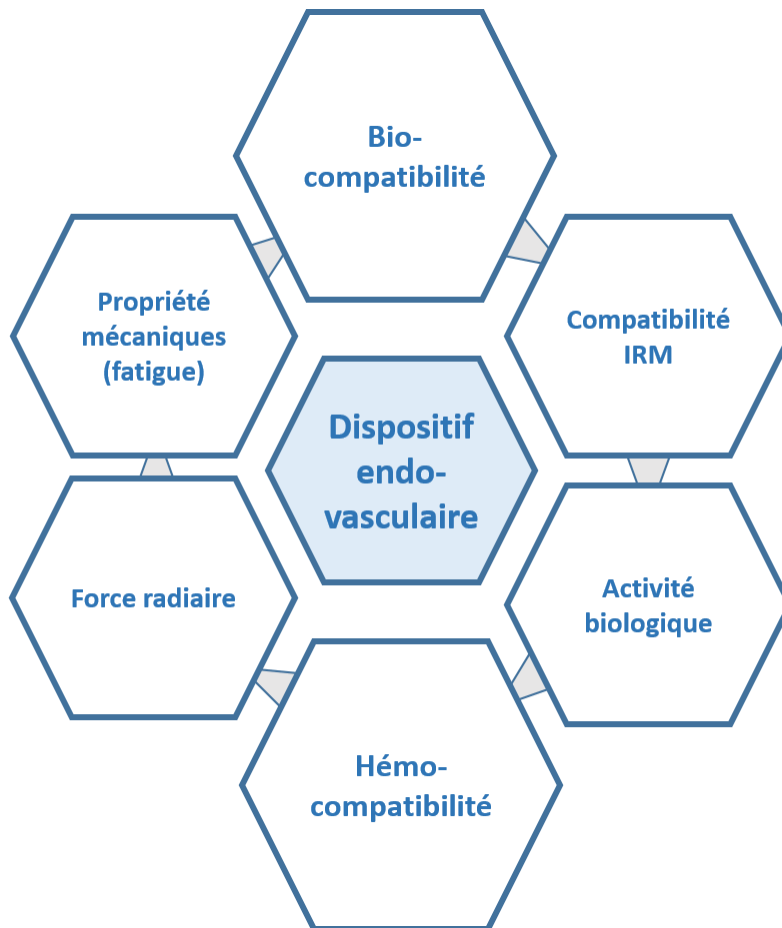 Bio-
compatibilité
Propriété
mécaniques
(fatigue)
Compatibilité
IRM
Dispositif
endo-
vasculaire
Force radiaire
Activité
biologique
Hémo-
compatibilité